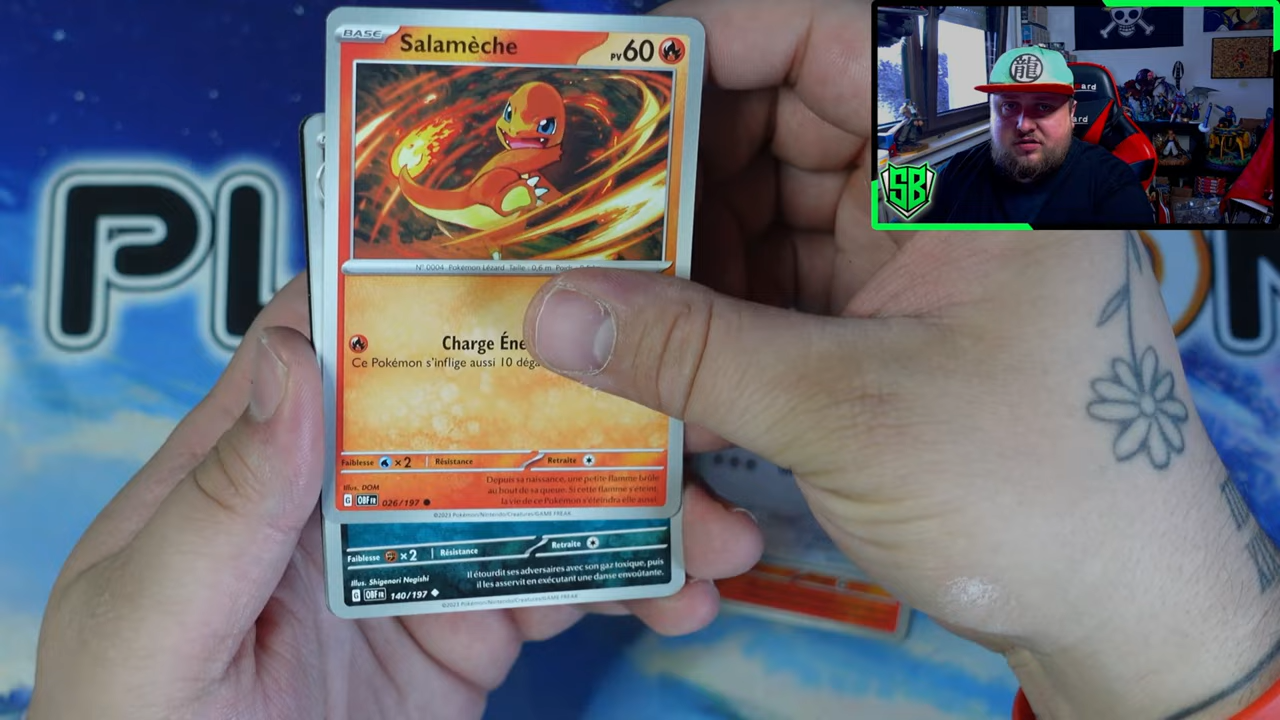 BASE Salamèche PV60
N° 0004 Pokémon Lézard Taille : 0,6 m
Charge Éne
Ce Pokémon s'inflige aussi 10 dég
Faiblesse ×2 Résistance Retraite
Illus. DOM
Depuis sa naissance, une petite flamme brûle
au bout de sa queue. Si cette flamme s'éteint,
la vie de ce Pokémon s'éteindra elle aussi.
G OBF FR 026/197
©2023 Pokémon/Nintendo/Creatures/GAME FREAK
Faiblesse ×2 Résistance Retraite
Illus. Shigenori Negishi
Il étourdit ses adversaires avec son gaz toxique, puis
il les asservit en exécutant une danse envoûtante.
G OBF FR 140/197
©2023 Pokémon/Nintendo/Creatures/GAME FREAK
SB
龍
ard
ard